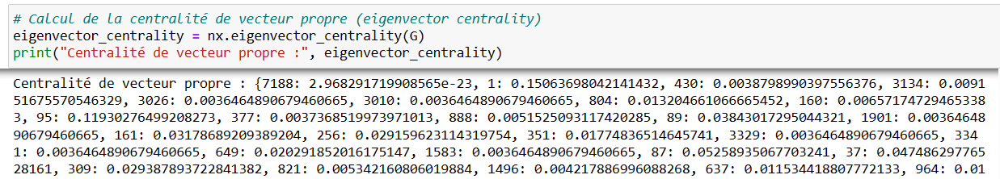 # Calcul de la centralité de vecteur propre (eigenvector centrality)
eigenvector_centrality = nx.eigenvector_centrality(G)
print("Centralité de vecteur propre :", eigenvector_centrality)
Centralité de vecteur propre : {7188: 2.968291719908565e-23, 1: 0.15063698042141432, 430: 0.0038798990397556376, 3134: 0.0091
51675570546329, 3026: 0.0036464890679460665, 3010: 0.0036464890679460665, 804: 0.013204661066665452, 160: 0.00657174729465338
3, 95: 0.11930276499208273, 377: 0.0037368519973971013, 888: 0.0051525093117420285, 89: 0.03843017295044321, 1901: 0.00364648
90679460665, 161: 0.03178689209389204, 256: 0.029159623114319754, 351: 0.01774836514645741, 3329: 0.0036464890679460665, 334
1: 0.0036464890679460665, 649: 0.020291852016175147, 1583: 0.0036464890679460665, 87: 0.05258935067703241, 37: 0.047486297765
28161, 309: 0.029387893722841382, 821: 0.005342160806019884, 1496: 0.004217886996088268, 637: 0.011534418807772133, 964: 0.01